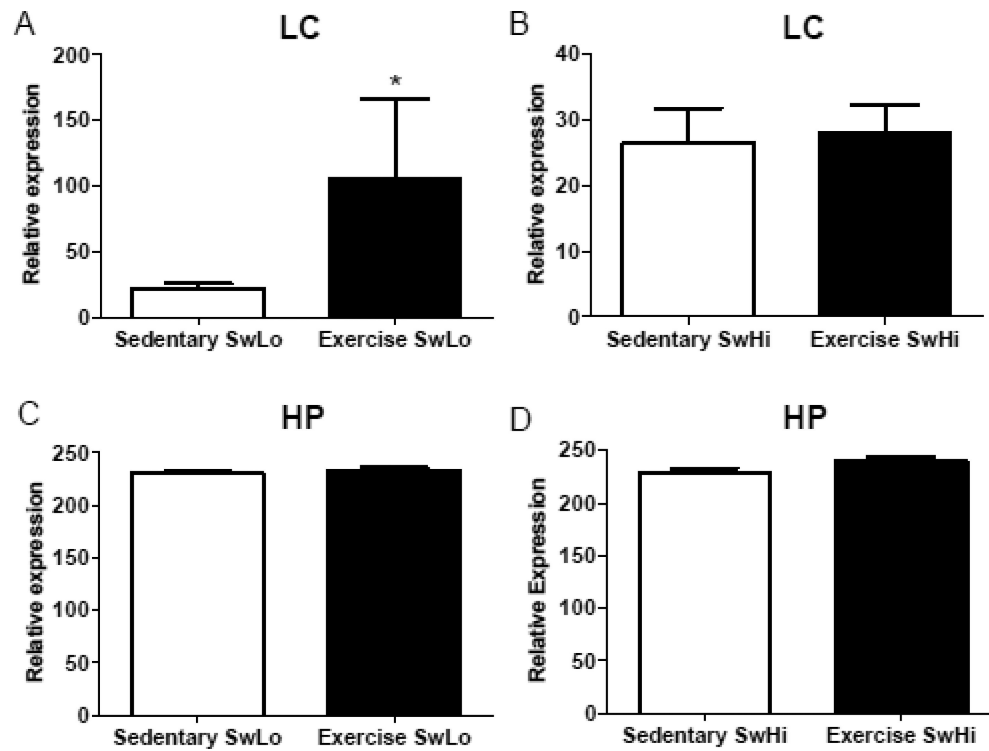 A
LC
200
150
100
50
0
Relative expression
*
Sedentary SwLo Exercise SwLo
B
LC
40
30
20
10
0
Relative expression
Sedentary SwHi Exercise SwHi
C
HP
250
200
150
100
50
0
Relative expression
Sedentary SwLo Exercise SwLo
D
HP
250
200
150
100
50
0
Relative Expression
Sedentary SwHi Exercise SwHi